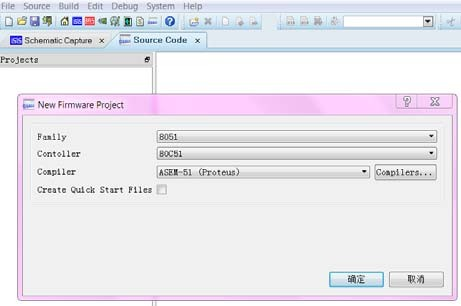 File Source Build Edit Debug System Help
ISIS
Schematic Capture
Source Code
Projects
New Firmware Project
Family 8051
Contoller 80C51
Compiler ASEM-51 (Proteus) Compilers...
Create Quick Start Files
确定 取消